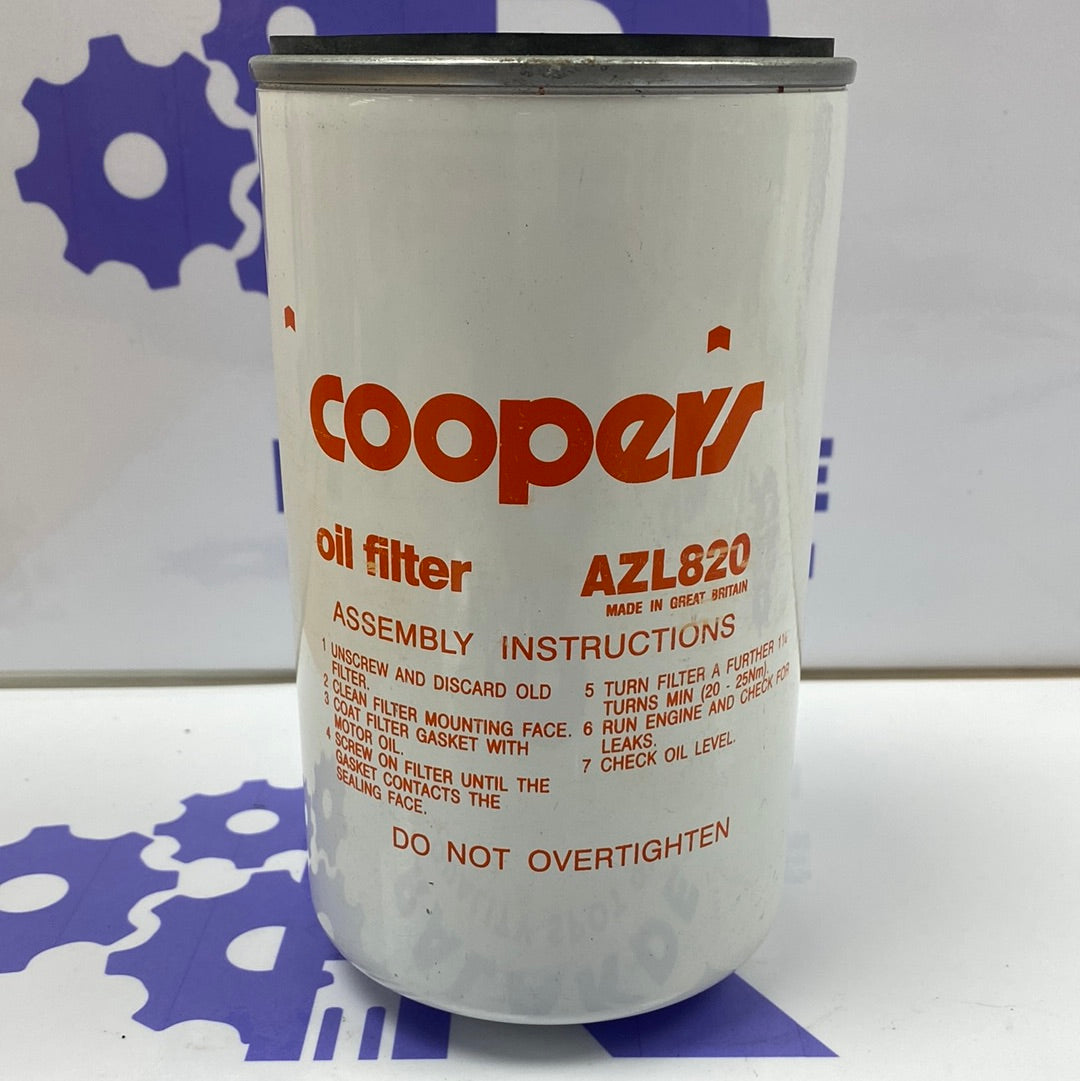 coopers
oil filter
AZL820
MADE IN GREAT BRITAIN
ASSEMBLY INSTRUCTIONS
1 UNSCREW AND DISCARD OLD
FILTER.
2 CLEAN FILTER MOUNTING FACE.
3 COAT FILTER GASKET WITH
MOTOR OIL.
4 SCREW ON FILTER UNTIL THE
GASKET CONTACTS THE
SEALING FACE.
5 TURN FILTER A FURTHER
TURNS MIN (20 - 25Nm).
6 RUN ENGINE AND CHECK FOR
LEAKS.
7 CHECK OIL LEVEL.
DO NOT OVERTIGHTEN